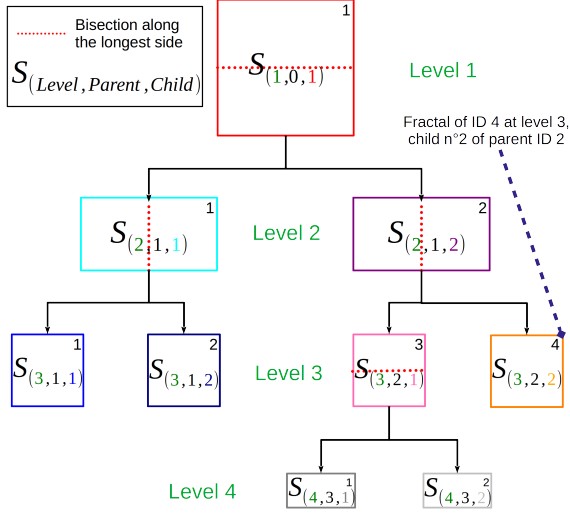 Bisection along
the longest side
S(Level,Parent,Child)
1
S(1,0,1)
Level 1
Fractal of ID 4 at level 3,
child n°2 of parent ID 2
1
S(2,1,1)
Level 2
2
S(2,1,2)
1
S(3,1,1)
2
S(3,1,2)
Level 3
3
S(3,2,1)
4
S(3,2,2)
Level 4
1
S(4,3,1)
2
S(4,3,2)